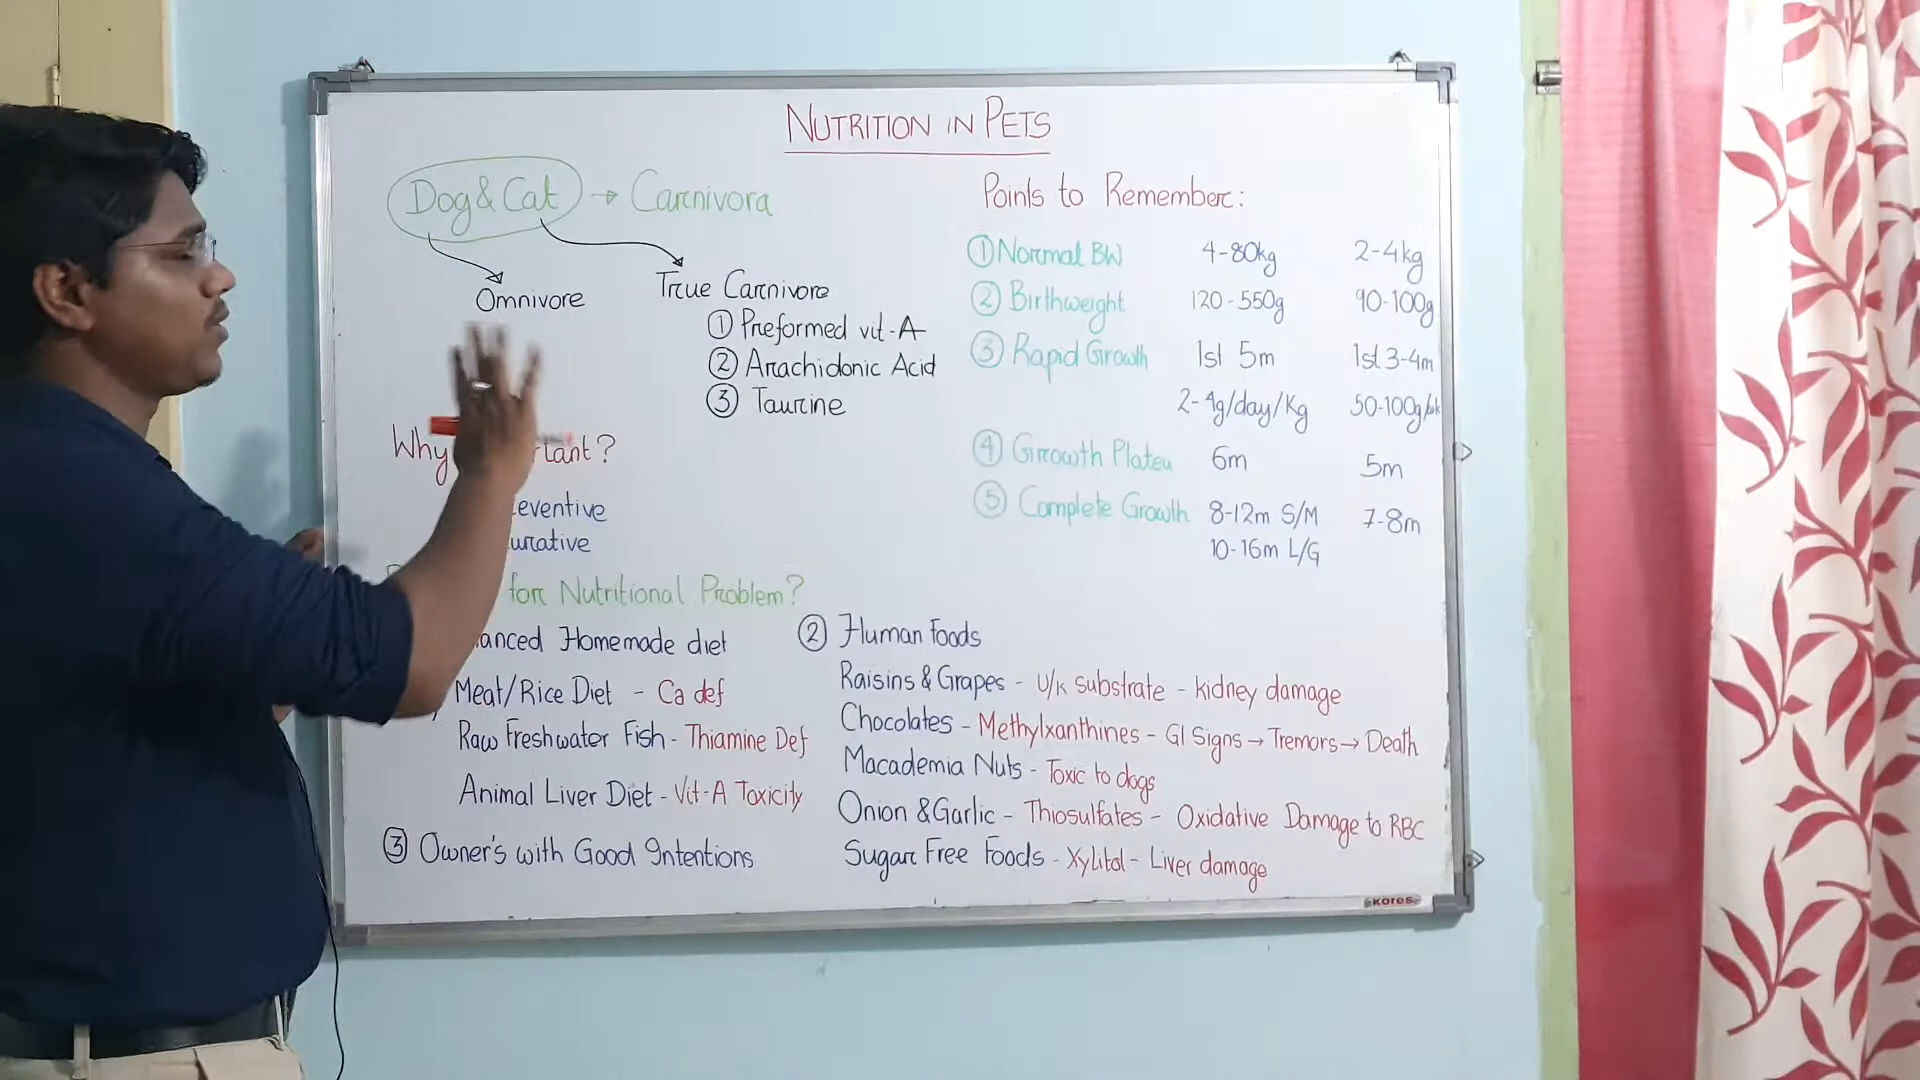 NUTRITION IN PETS
Dog & Cat → Carnivora
Omnivore
True Carnivore
① Preformed vit-A
② Arachidonic Acid
③ Taurine
Why tant?
eventive
urative
for Nutritional Problem?
anced Homemade diet
Meat/Rice Diet - Ca def
Raw Freshwater Fish - Thiamine Def
Animal Liver Diet - Vit-A Toxicity
② Human Foods
Raisins & Grapes - U/k substrate - kidney damage
Chocolates - Methylxanthines - GI Signs → Tremors → Death
Macademia Nuts - Toxic to dogs
Onion & Garlic - Thiosulfates - Oxidative Damage to RBC
Sugar Free Foods - Xylitol - Liver damage
③ Owner's with Good Intentions
Points to Remember:
① Normal BW 4-80kg 2-4kg
② Birthweight 120-550g 90-100g
③ Rapid Growth 1st 5m 1st 3-4m
2-4g/day/Kg 50-100g/wk
④ Growth Plateu 6m 5m
⑤ Complete Growth 8-12m S/M 7-8m
10-16m L/G
kores